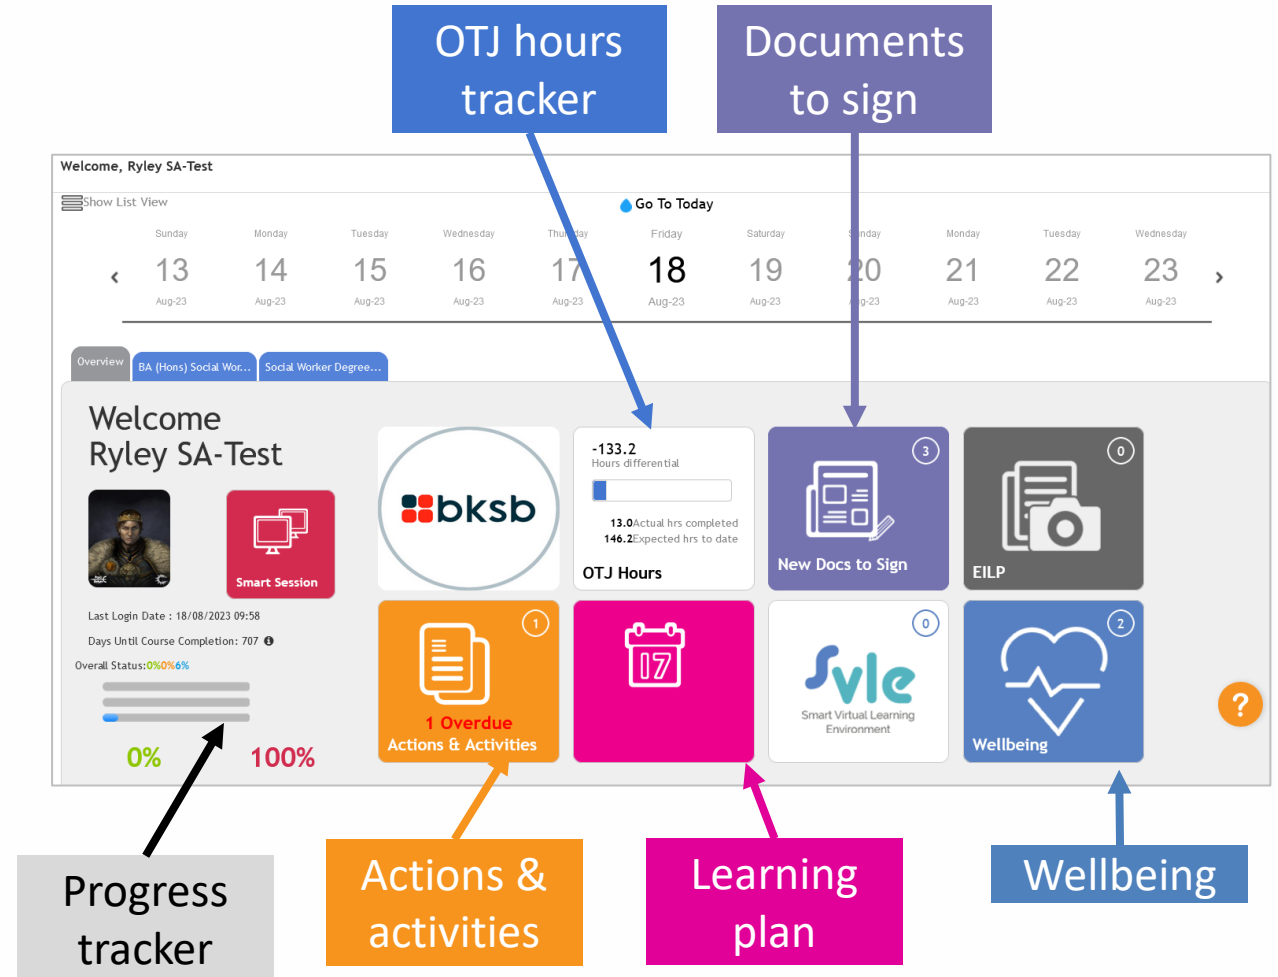 OTJ hours
tracker
Documents
to sign
Welcome, Ryley SA-Test
Show List View
Go To Today
Sunday Monday Tuesday Wednesday Thursday Friday Saturday Sunday Monday Tuesday Wednesday
13 14 15 16 17 18 19 20 21 22 23
Aug-23 Aug-23 Aug-23 Aug-23 Aug-23 Aug-23 Aug-23 Aug-23 Aug-23 Aug-23 Aug-23
Overview
BA (Hons) Social Wor...
Social Worker Degree...
Welcome
Ryley SA-Test
Smart Session
Last Login Date : 18/08/2023 09:58
Days Until Course Completion: 707
Overall Status:0%0%6%
0% 100%
bksb
-133.2
Hours differential
13.0Actual hrs completed
146.2Expected hrs to date
OTJ Hours
3
New Docs to Sign
0
EILP
1
1 Overdue
Actions & Activities
17
0
Svle
Smart Virtual Learning
Environment
2
Wellbeing
?
Progress
tracker
Actions &
activities
Learning
plan
Wellbeing